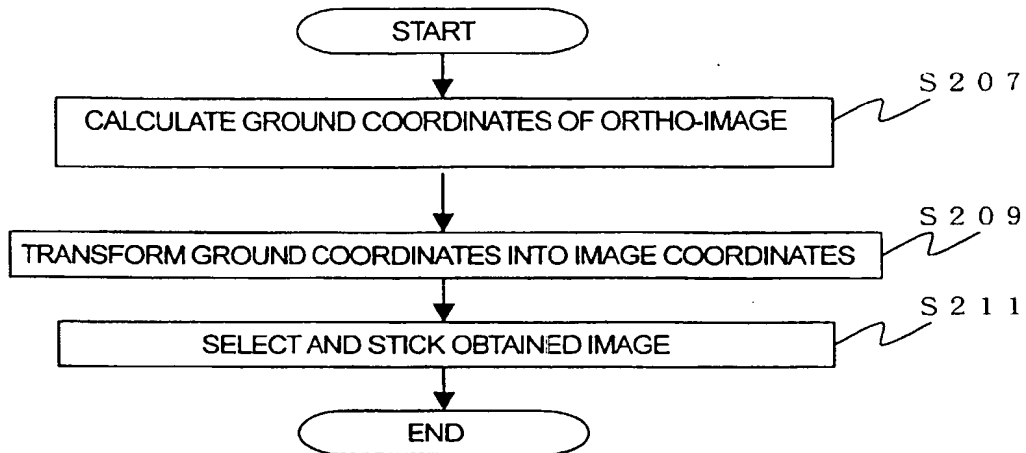 START
S207
CALCULATE GROUND COORDINATES OF ORTHO-IMAGE
S209
TRANSFORM GROUND COORDINATES INTO IMAGE COORDINATES
S211
SELECT AND STICK OBTAINED IMAGE
END